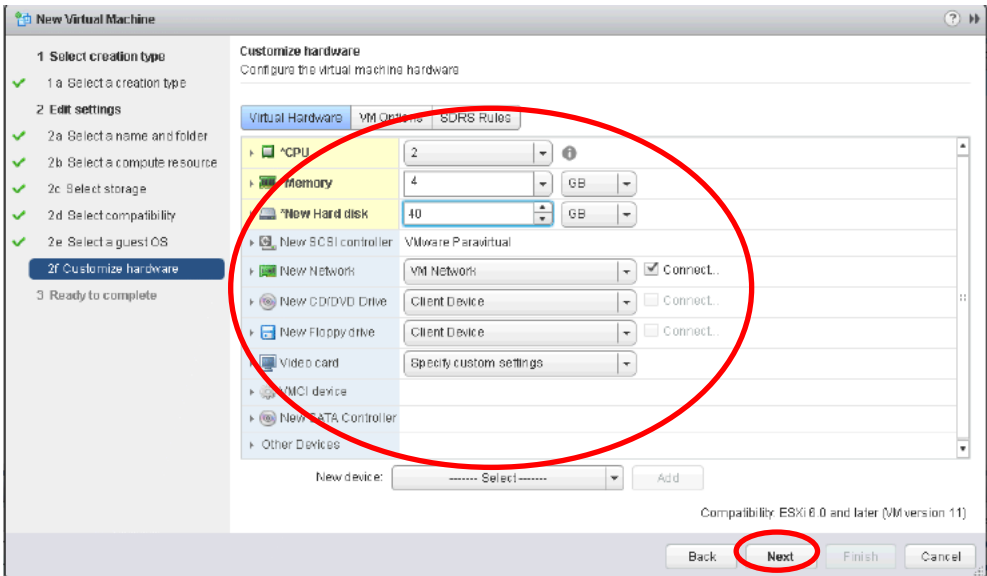 New Virtual Machine
1 Select creation type
1a Select a creation type
2 Edit settings
2a Select a name and folder
2b Select a compute resource
2c Select storage
2d Select compatibility
2e Select a guest OS
2f Customize hardware
3 Ready to complete
Customize hardware
Configure the virtual machine hardware
Virtual Hardware VM Options SDRS Rules
*CPU 2
*Memory 4 GB
*New Hard disk 40 GB
New SCSI controller VMware Paravirtual
New Network VM Network Connect...
New CD/DVD Drive Client Device Connect...
New Floppy drive Client Device Connect...
Video card Specify custom settings
VMCI device
New SATA Controller
Other Devices
New device: ------- Select ------- Add
Compatibility: ESXi 6.0 and later (VM version 11)
Back Next Finish Cancel